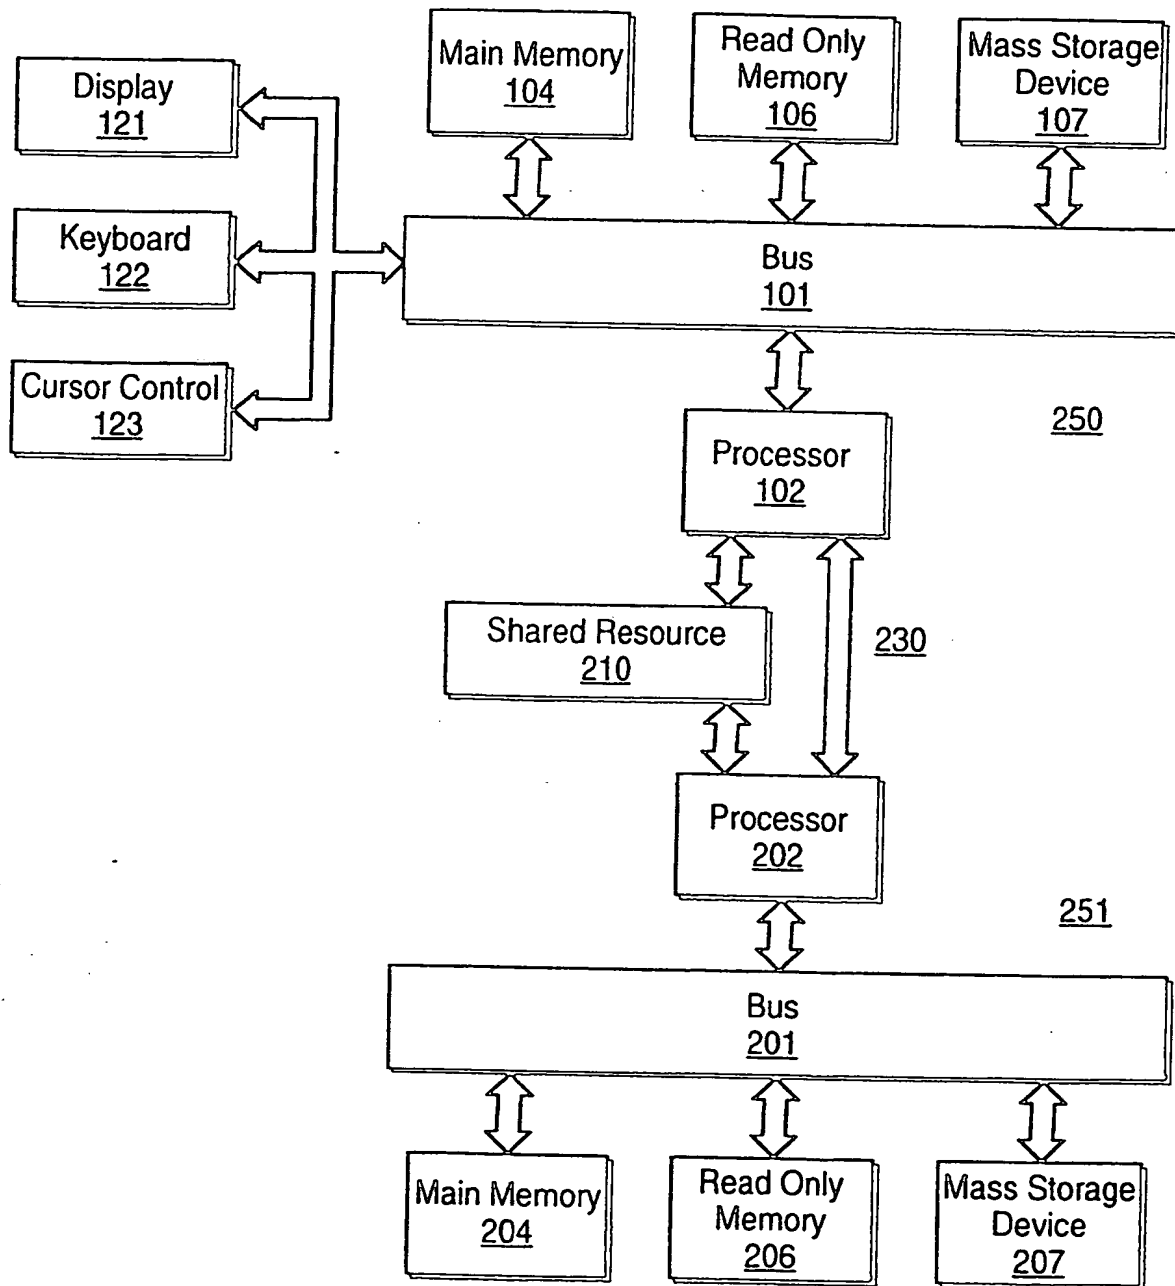 Main Memory
104
Read Only
Memory
106
Mass Storage
Device
107
Display
121
Keyboard
122
Cursor Control
123
Bus
101
250
Processor
102
Shared Resource
210
230
Processor
202
251
Bus
201
Main Memory
204
Read Only
Memory
206
Mass Storage
Device
207